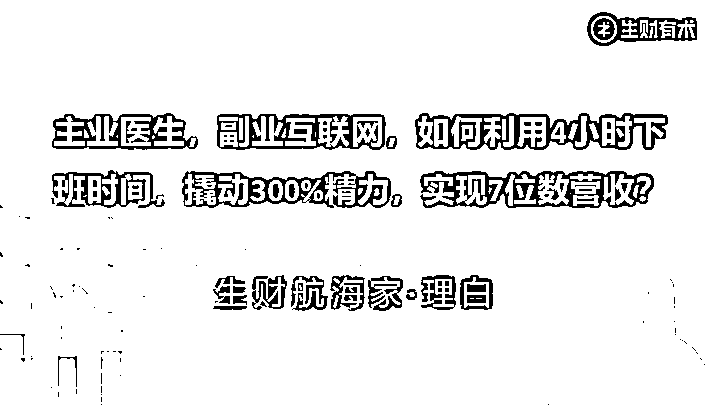 生财有术
主业医生，副业互联网，如何利用4小时下
班时间，撬动300%精力，实现7位数营收？
生财航海家·理白